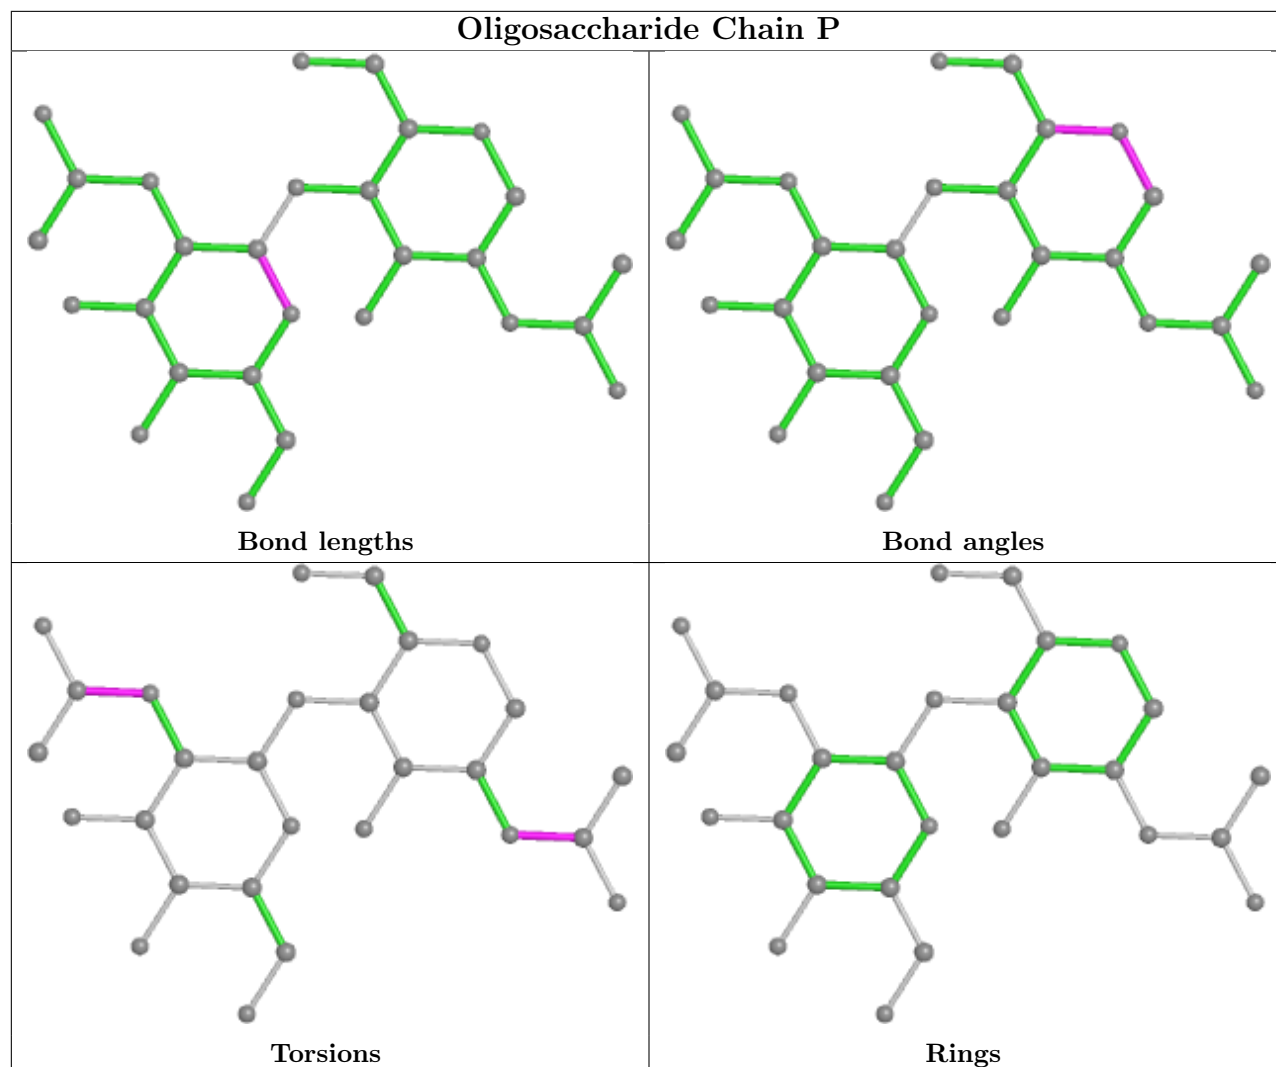 Oligosaccharide Chain P
Bond lengths
Bond angles
Torsions
Rings